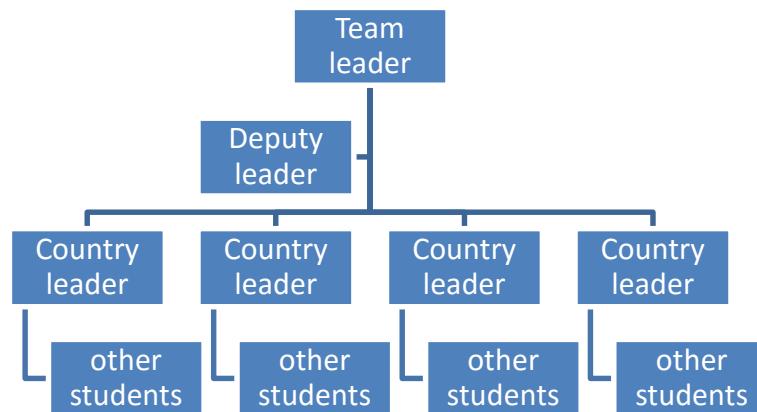 Team
leader
Deputy
leader
Country
leader
Country
leader
Country
leader
Country
leader
other
students
other
students
other
students
other
students